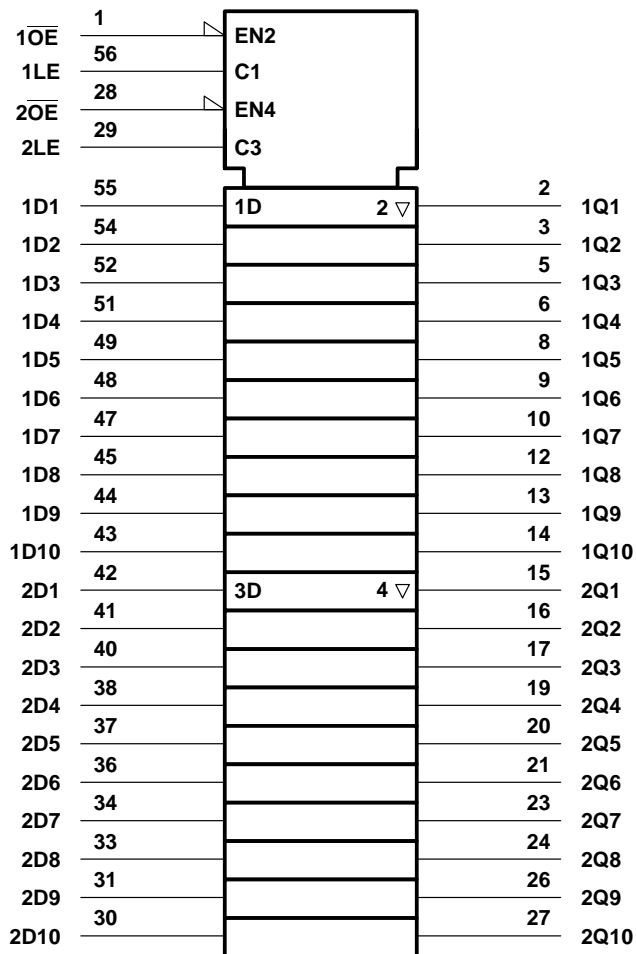 1
1OE EN2
56
1LE C1
28
2OE EN4
29
2LE C3
55 2
1D1 1D 2 ▽ 1Q1
54 3
1D2 1Q2
52 5
1D3 1Q3
51 6
1D4 1Q4
49 8
1D5 1Q5
48 9
1D6 1Q6
47 10
1D7 1Q7
45 12
1D8 1Q8
44 13
1D9 1Q9
43 14
1D10 1Q10
42 15
2D1 3D 4 ▽ 2Q1
41 16
2D2 2Q2
40 17
2D3 2Q3
38 19
2D4 2Q4
37 20
2D5 2Q5
36 21
2D6 2Q6
34 23
2D7 2Q7
33 24
2D8 2Q8
31 26
2D9 2Q9
30 27
2D10 2Q10